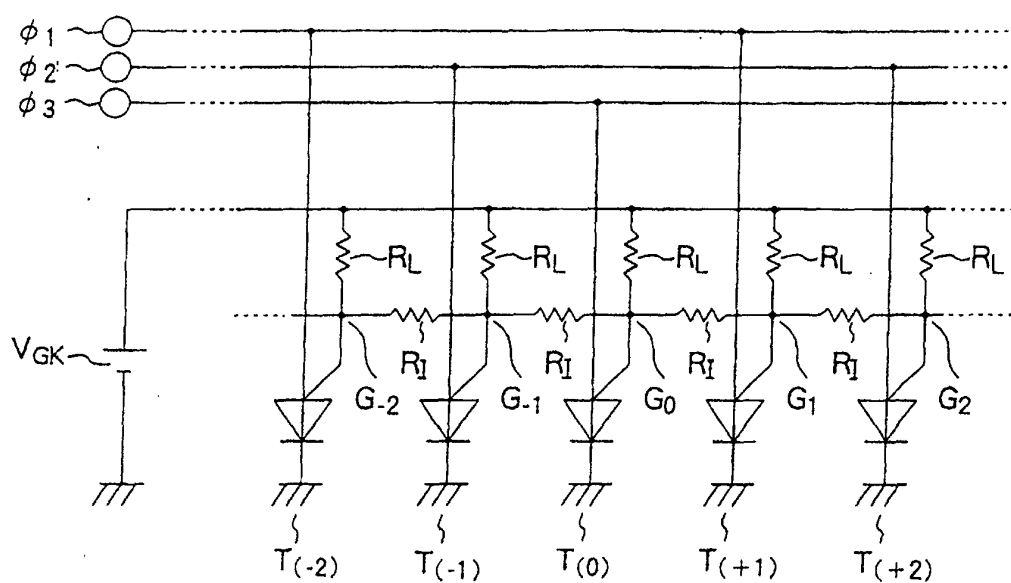 φ1
φ2
φ3
RL RL RL RL RL
VGK
RI RI RI RI
G-2 G-1 G0 G1 G2
T(-2) T(-1) T(0) T(+1) T(+2)